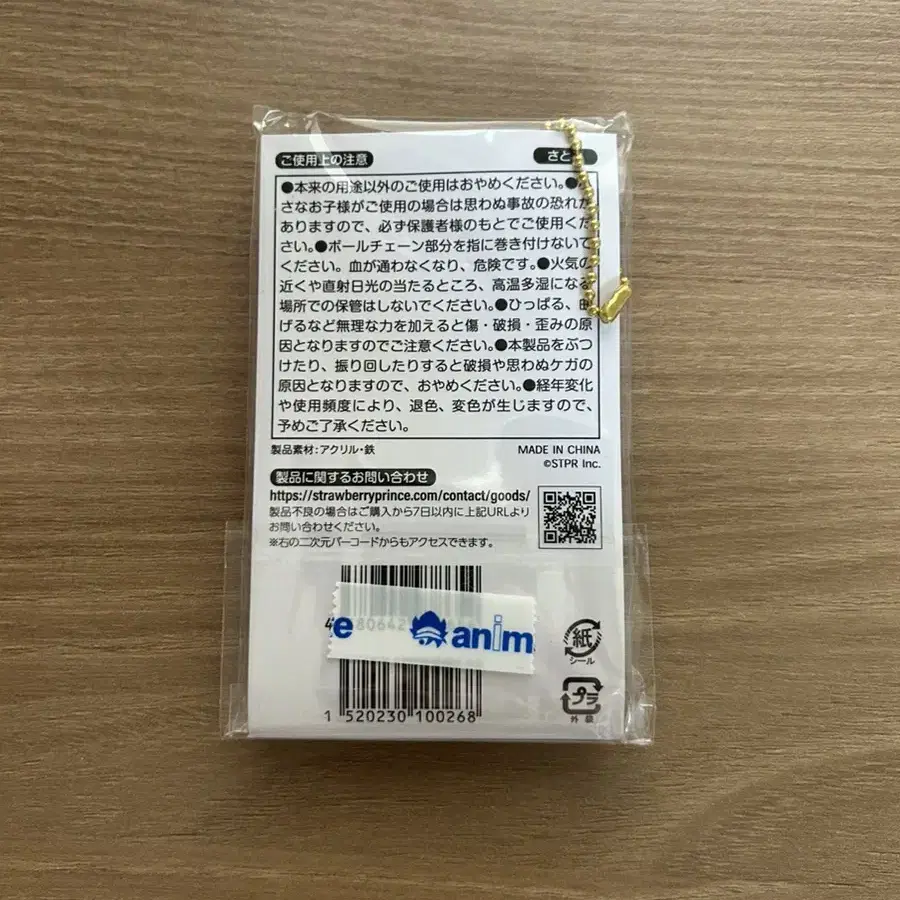 ご使用上の注意
さと
●本来の用途以外のご使用はおやめください。●
さなお子様がご使用の場合は思わぬ事故の恐れが
ありますので、必ず保護者様のもとでご使用くだ
さい。●ボールチェーン部分を指に巻き付けないで
ください。血が通わなくなり、危険です。●火気の
近くや直射日光の当たるところ、高温多湿になる
場所での保管はしないでください。●ひっぱる、曲
げるなど無理な力を加えると傷・破損・歪みの原
因となりますのでご注意ください。●本製品をぶつ
けたり、振り回したりすると破損や思わぬケガの
原因となりますので、おやめください。●経年変化
や使用頻度により、退色、変色が生じますので、
予めご了承ください。
製品素材:アクリル・鉄
MADE IN CHINA
©STPR Inc.
製品に関するお問い合わせ
https://strawberryprince.com/contact/goods/
製品不良の場合はご購入から7日以内に上記URLより
お問い合わせください。
※右の二次元バーコードからもアクセスできます。
e anim
1 520230 100268
紙
シール
プラ
外袋